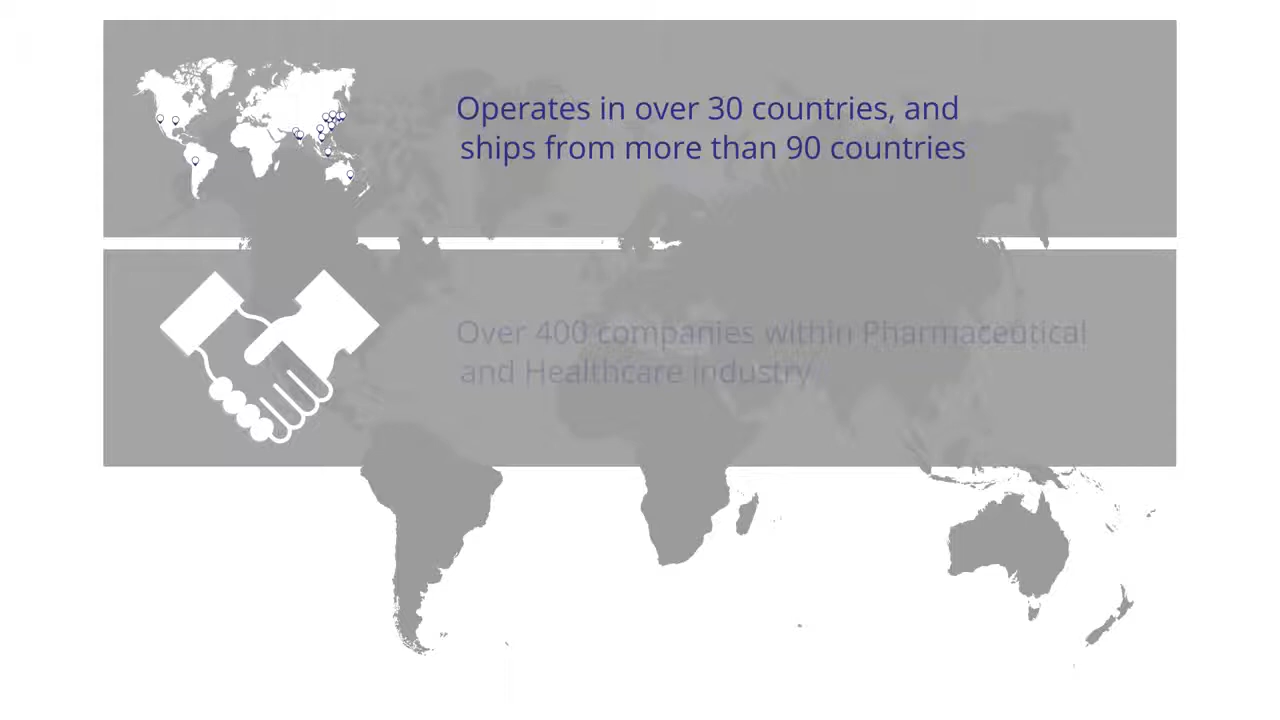 Operates in over 30 countries, and
ships from more than 90 countries
Over 400 companies within Pharmaceutical
and Healthcare industry